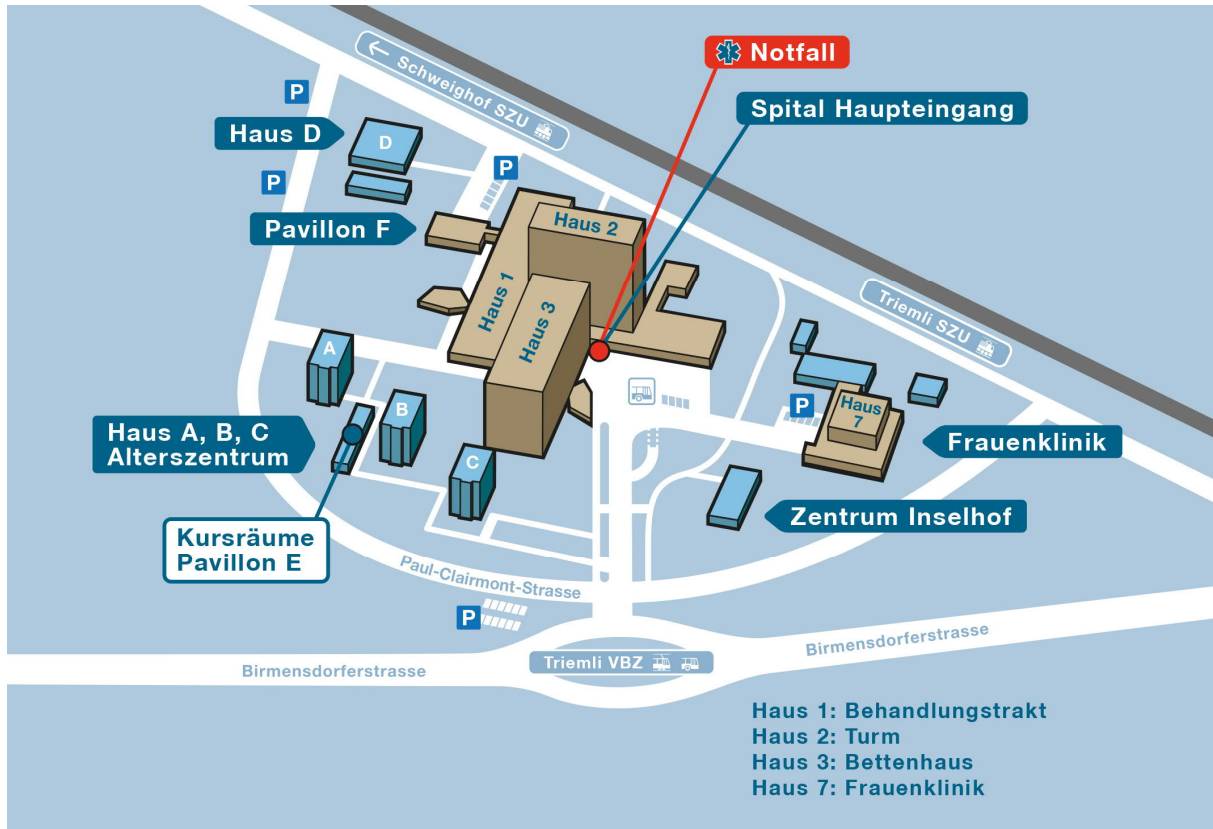 Notfall
Schweighof SZU
P
Spital Haupteingang
Haus D
D
P
P
Pavillon F
Haus 2
Haus 1
Haus 3
Triemli SZU
A
B
C
P
Haus
7
Haus A, B, C
Alterszentrum
Frauenklinik
Zentrum Inselhof
Kursräume
Pavillon E
Paul-Clairmont-Strasse
P
Birmensdorferstrasse
Triemli VBZ
Birmensdorferstrasse
Haus 1: Behandlungstrakt
Haus 2: Turm
Haus 3: Bettenhaus
Haus 7: Frauenklinik